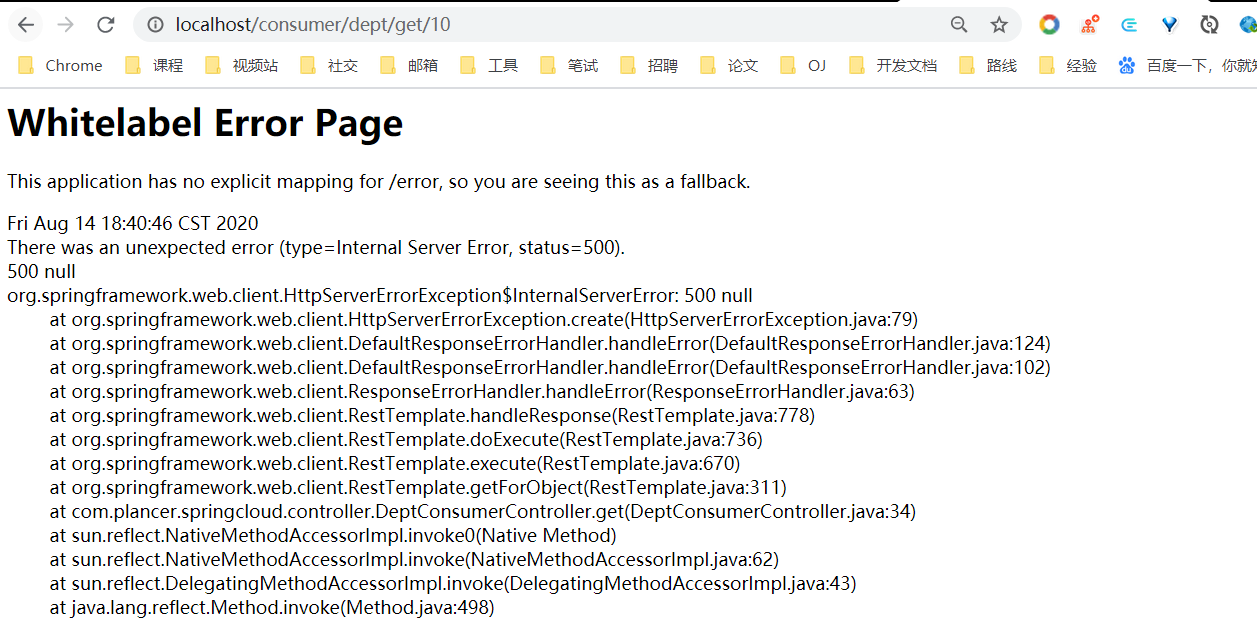 localhost/consumer/dept/get/10
Chrome 课程 视频站 社交 邮箱 工具 笔试 招聘 论文 OJ 开发文档 路线 经验 百度一下，你就
Whitelabel Error Page
This application has no explicit mapping for /error, so you are seeing this as a fallback.
Fri Aug 14 18:40:46 CST 2020
There was an unexpected error (type=Internal Server Error, status=500).
500 null
org.springframework.web.client.HttpServerErrorException$InternalServerError: 500 null
at org.springframework.web.client.HttpServerErrorException.create(HttpServerErrorException.java:79)
at org.springframework.web.client.DefaultResponseErrorHandler.handleError(DefaultResponseErrorHandler.java:124)
at org.springframework.web.client.DefaultResponseErrorHandler.handleError(DefaultResponseErrorHandler.java:102)
at org.springframework.web.client.ResponseErrorHandler.handleError(ResponseErrorHandler.java:63)
at org.springframework.web.client.RestTemplate.handleResponse(RestTemplate.java:778)
at org.springframework.web.client.RestTemplate.doExecute(RestTemplate.java:736)
at org.springframework.web.client.RestTemplate.execute(RestTemplate.java:670)
at org.springframework.web.client.RestTemplate.getForObject(RestTemplate.java:311)
at com.plancer.springcloud.controller.DeptConsumerController.get(DeptConsumerController.java:34)
at sun.reflect.NativeMethodAccessorImpl.invoke0(Native Method)
at sun.reflect.NativeMethodAccessorImpl.invoke(NativeMethodAccessorImpl.java:62)
at sun.reflect.DelegatingMethodAccessorImpl.invoke(DelegatingMethodAccessorImpl.java:43)
at java.lang.reflect.Method.invoke(Method.java:498)